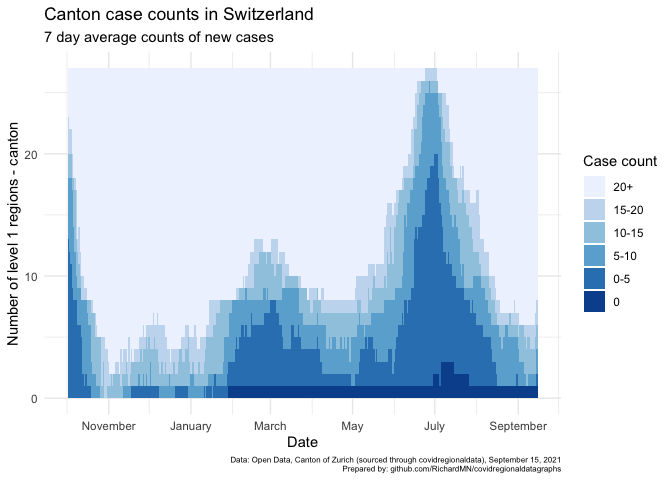 Canton case counts in Switzerland
7 day average counts of new cases
Number of level 1 regions - canton
20
10
0
November January March May July September
Date
Case count
20+
15-20
10-15
5-10
0-5
0
Data: Open Data, Canton of Zurich (sourced through covidregionaldata), September 15, 2021
Prepared by: github.com/RichardMN/covidregionaldatagraphs